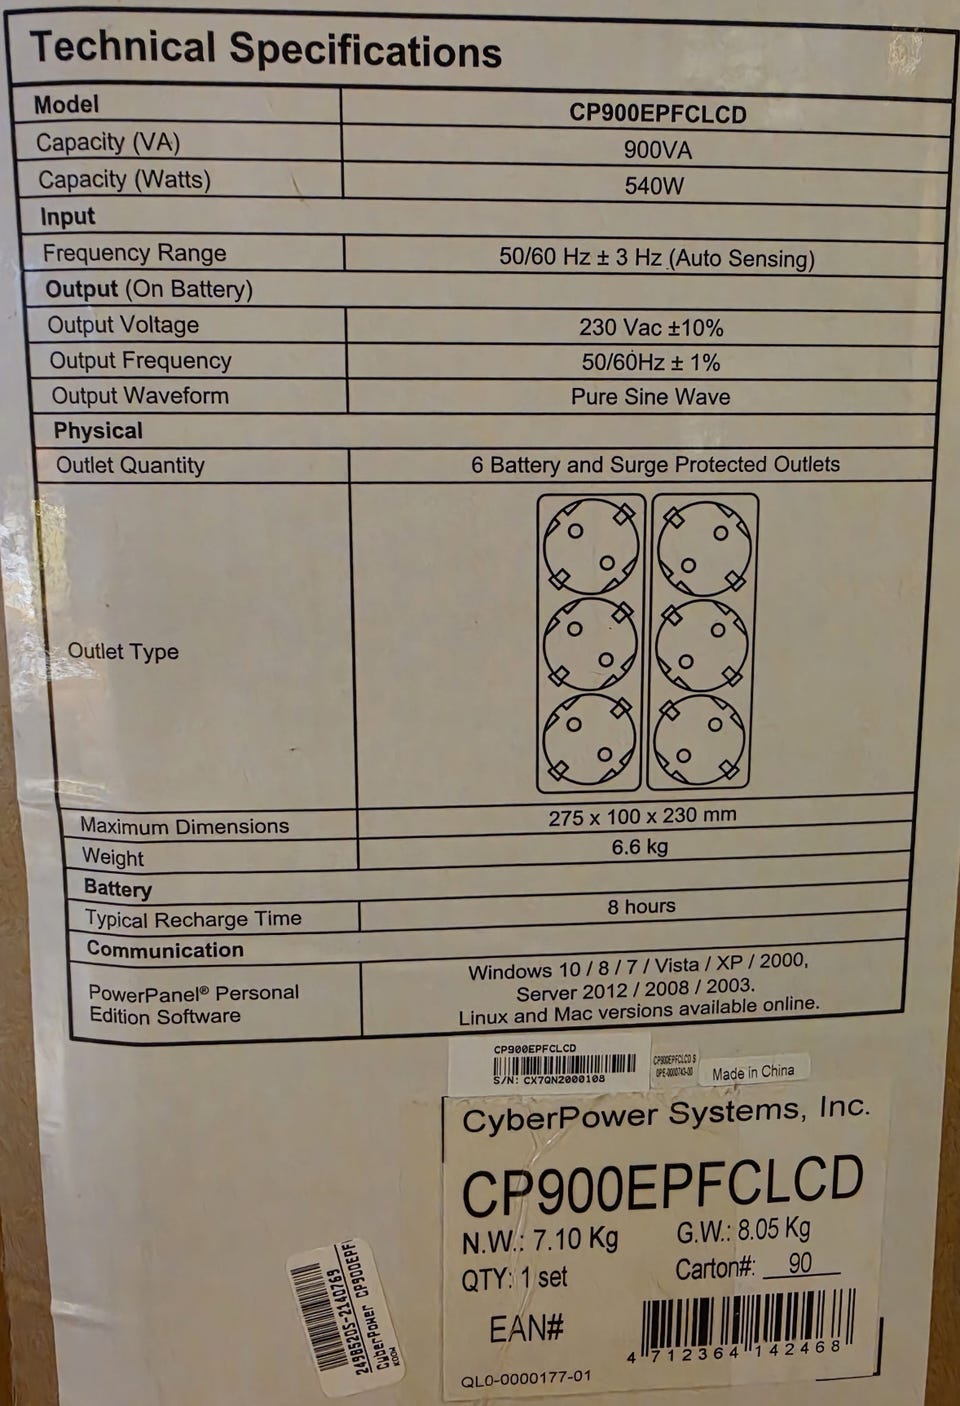 Technical Specifications
Model CP900EPFCLCD
Capacity (VA) 900VA
Capacity (Watts) 540W
Input
Frequency Range 50/60 Hz ± 3 Hz (Auto Sensing)
Output (On Battery)
Output Voltage 230 Vac ±10%
Output Frequency 50/60Hz ± 1%
Output Waveform Pure Sine Wave
Physical
Outlet Quantity 6 Battery and Surge Protected Outlets
Outlet Type
Maximum Dimensions 275 x 100 x 230 mm
Weight 6.6 kg
Battery
Typical Recharge Time 8 hours
Communication
PowerPanel® Personal
Edition Software
Windows 10 / 8 / 7 / Vista / XP / 2000,
Server 2012 / 2008 / 2003.
Linux and Mac versions available online.
CP900EPFCLCD
S/N: CX7QN2000108
CP900EPFCLCD S
OPE-0000743-00
Made in China
CyberPower Systems, Inc.
CP900EPFCLCD
N.W.: 7.10 Kg G.W.: 8.05 Kg
QTY: 1 set Carton#: 90
EAN#
4 712364 142468
QL0-0000177-01
CyberPower CP900EPF